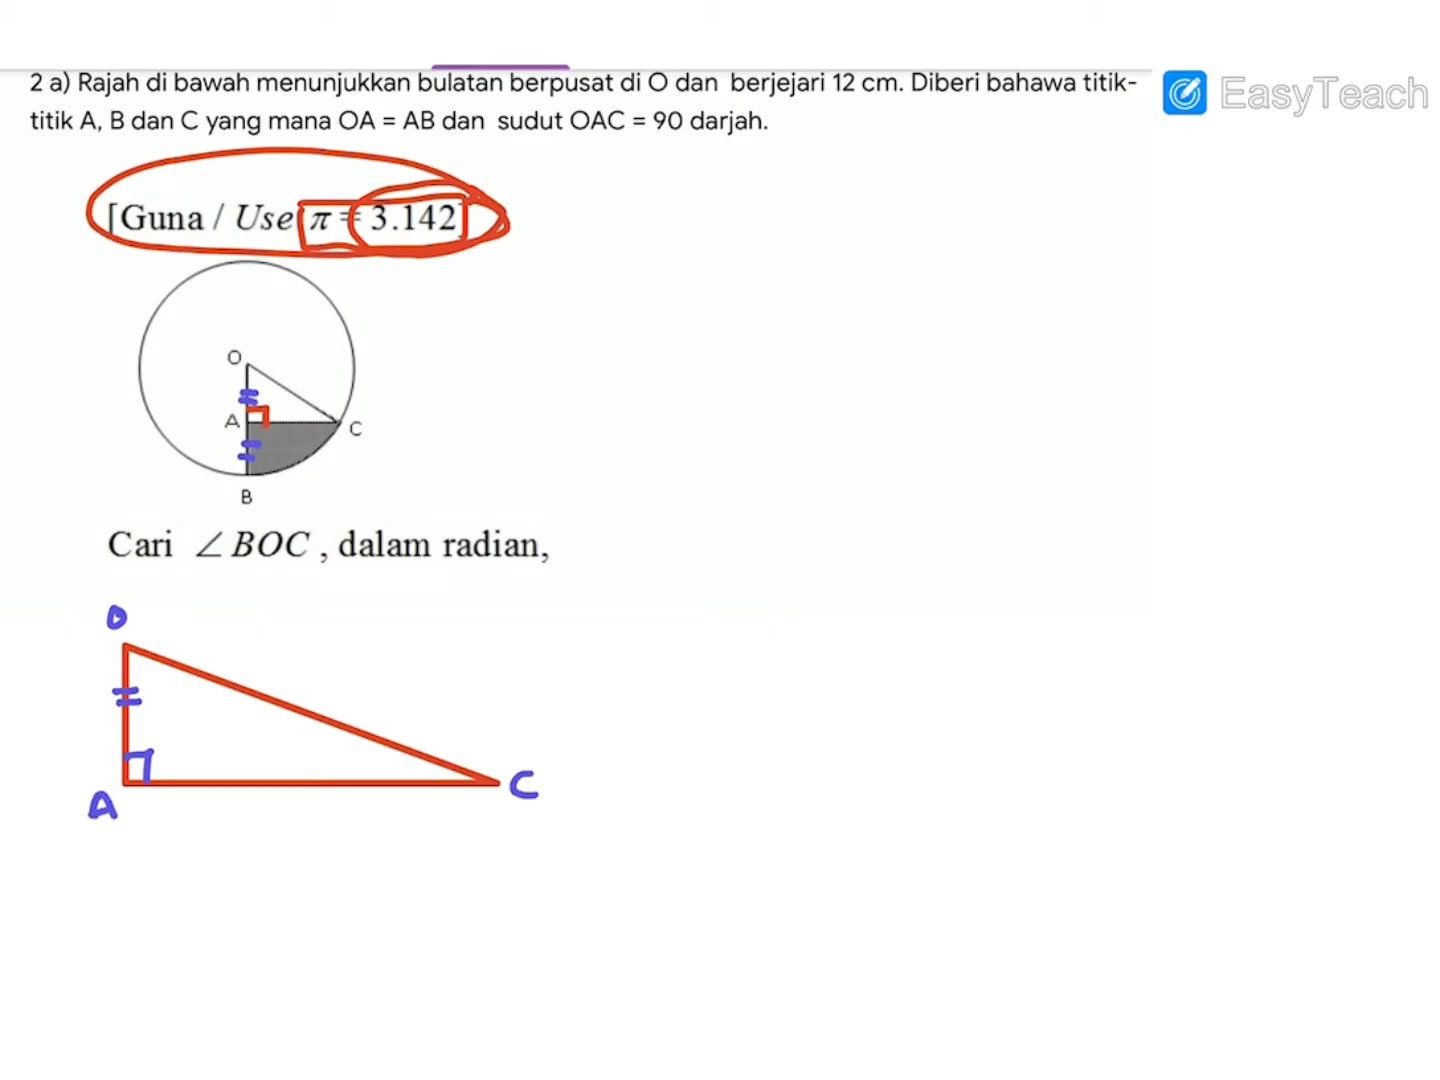 2 a) Rajah di bawah menunjukkan bulatan berpusat di O dan berjejari 12 cm. Diberi bahawa titik-
titik A, B dan C yang mana OA = AB dan sudut OAC = 90 darjah.
EasyTeach
[Guna / Use π = 3.142]
O
A
C
B
Cari ∠BOC , dalam radian,
O
A
C